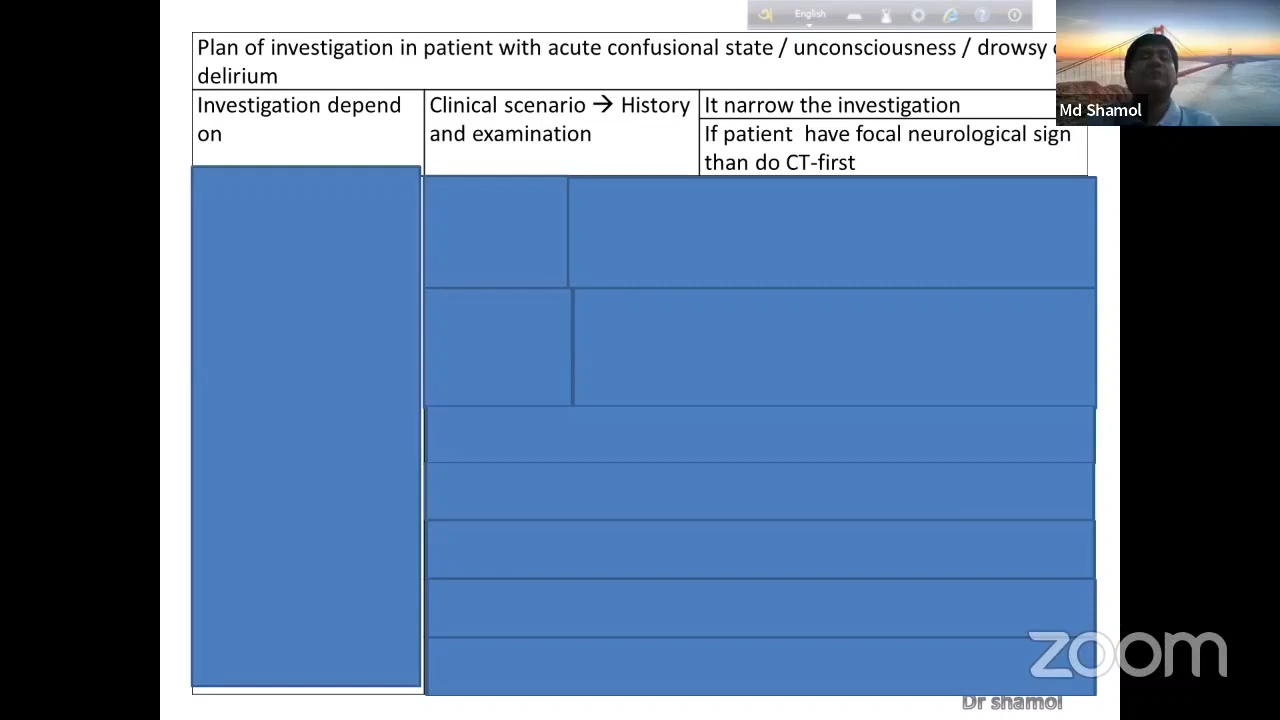 English
Plan of investigation in patient with acute confusional state / unconsciousness / drowsy
delirium
Investigation depend
on
Clinical scenario → History
and examination
It narrow the investigation
If patient have focal neurological sign
than do CT-first
Md Shamol
zoom
Dr shamol